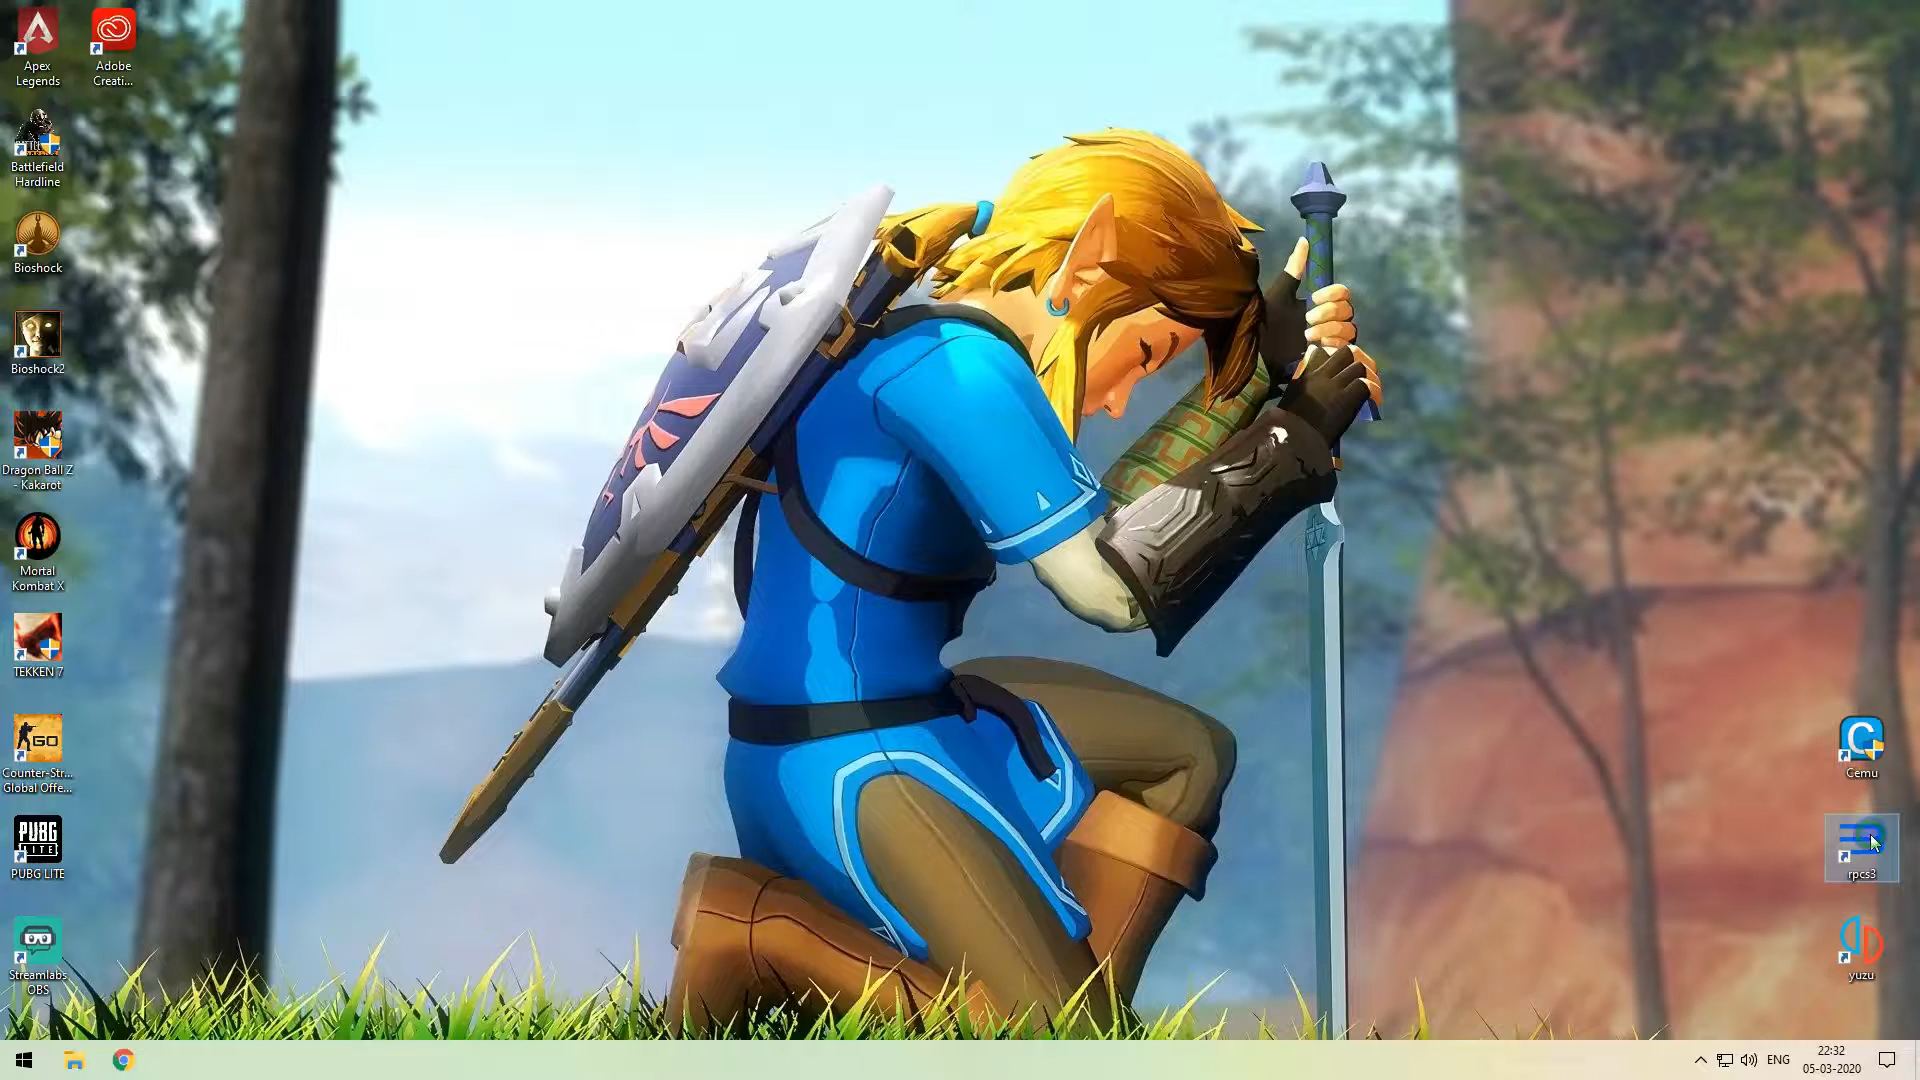 Apex
Legends
Adobe
Creati...
Battlefield
Hardline
Bioshock
Bioshock2
Dragon Ball Z
- Kakarot
Mortal
Kombat X
TEKKEN 7
GO
Counter-Str...
Global Offe...
PUBG
LITE
PUBG LITE
Streamlabs
OBS
C
Cemu
rpcs3
yuzu
ENG
22:32
05-03-2020